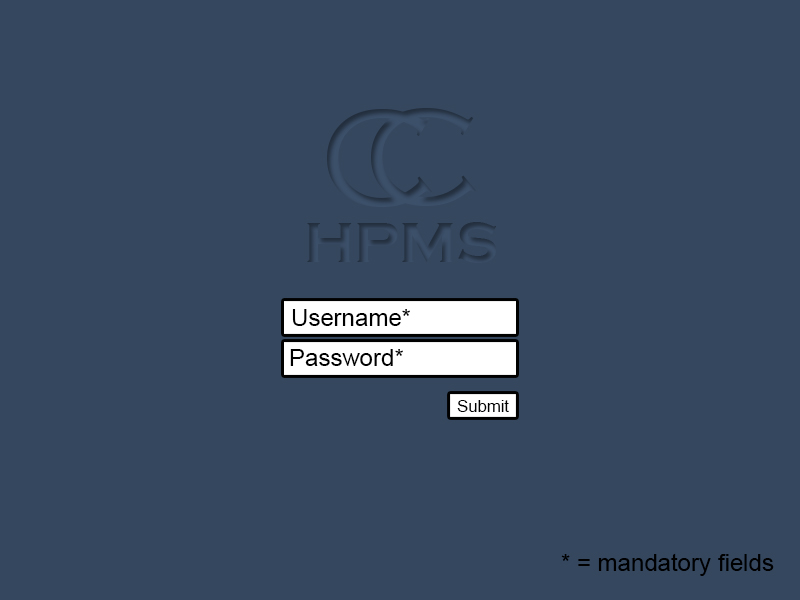 CC
HPMS
Username*
Password*
Submit
* = mandatory fields